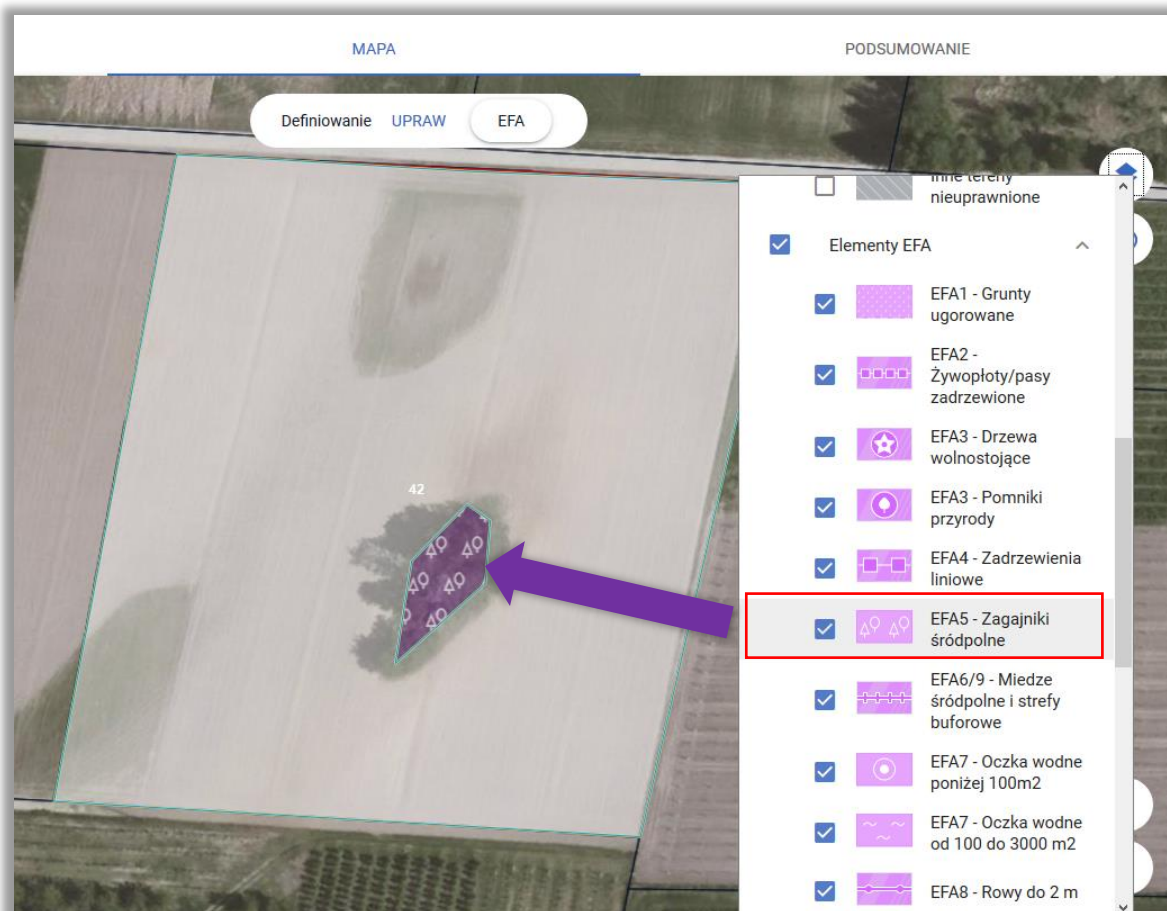 MAPA
PODSUMOWANIE
Definiowanie UPRAW EFA
Inne tereny
nieuprawnione
Elementy EFA
EFA1 - Grunty
ugorowane
EFA2 -
Żywopłoty/pasy
zadrzewione
EFA3 - Drzewa
wolnostojące
EFA3 - Pomniki
przyrody
EFA4 - Zadrzewienia
liniowe
EFA5 - Zagajniki
śródpolne
EFA6/9 - Miedze
śródpolne i strefy
buforowe
EFA7 - Oczka wodne
poniżej 100m2
EFA7 - Oczka wodne
od 100 do 3000 m2
EFA8 - Rowy do 2 m
42